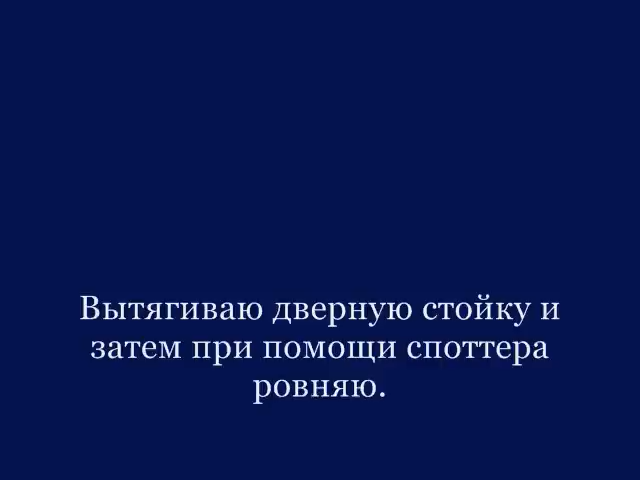 Вытягиваю дверную стойку и
затем при помощи споттера
ровняю.